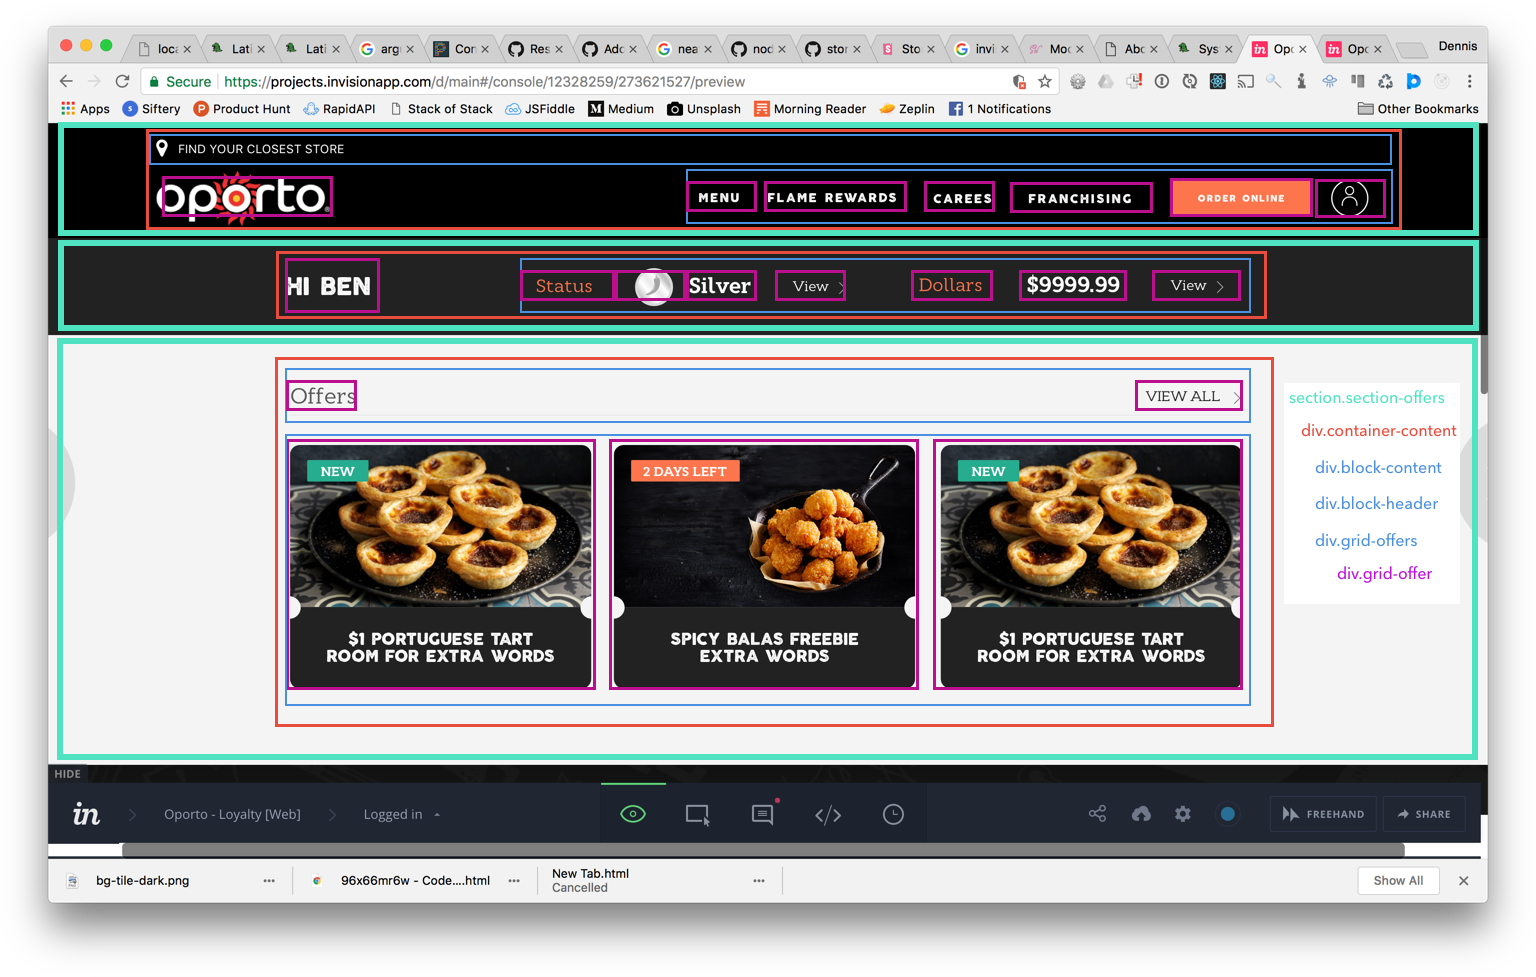 loca
Lati
Lati
argu
Con
Res
Adc
nea
nod
stor
Sto
invi
Moc
Abc
Sys
Opc
Opc
Dennis
Secure
https://projects.invisionapp.com/d/main#/console/12328259/273621527/preview
Apps
Siftery
Product Hunt
RapidAPI
Stack of Stack
JSFiddle
Medium
Unsplash
Morning Reader
Zeplin
1 Notifications
Other Bookmarks
FIND YOUR CLOSEST STORE
oporto
MENU
FLAME REWARDS
CAREES
FRANCHISING
ORDER ONLINE
HI BEN
Status
Silver
View
Dollars
$9999.99
View
Offers
VIEW ALL
section.section-offers
div.container-content
div.block-content
div.block-header
div.grid-offers
div.grid-offer
NEW
2 DAYS LEFT
NEW
$1 PORTUGUESE TART
ROOM FOR EXTRA WORDS
SPICY BALAS FREEBIE
EXTRA WORDS
$1 PORTUGUESE TART
ROOM FOR EXTRA WORDS
HIDE
in
Oporto - Loyalty [Web]
Logged in
FREEHAND
SHARE
bg-tile-dark.png
96x66mr6w - Code....html
New Tab.html
Cancelled
Show All